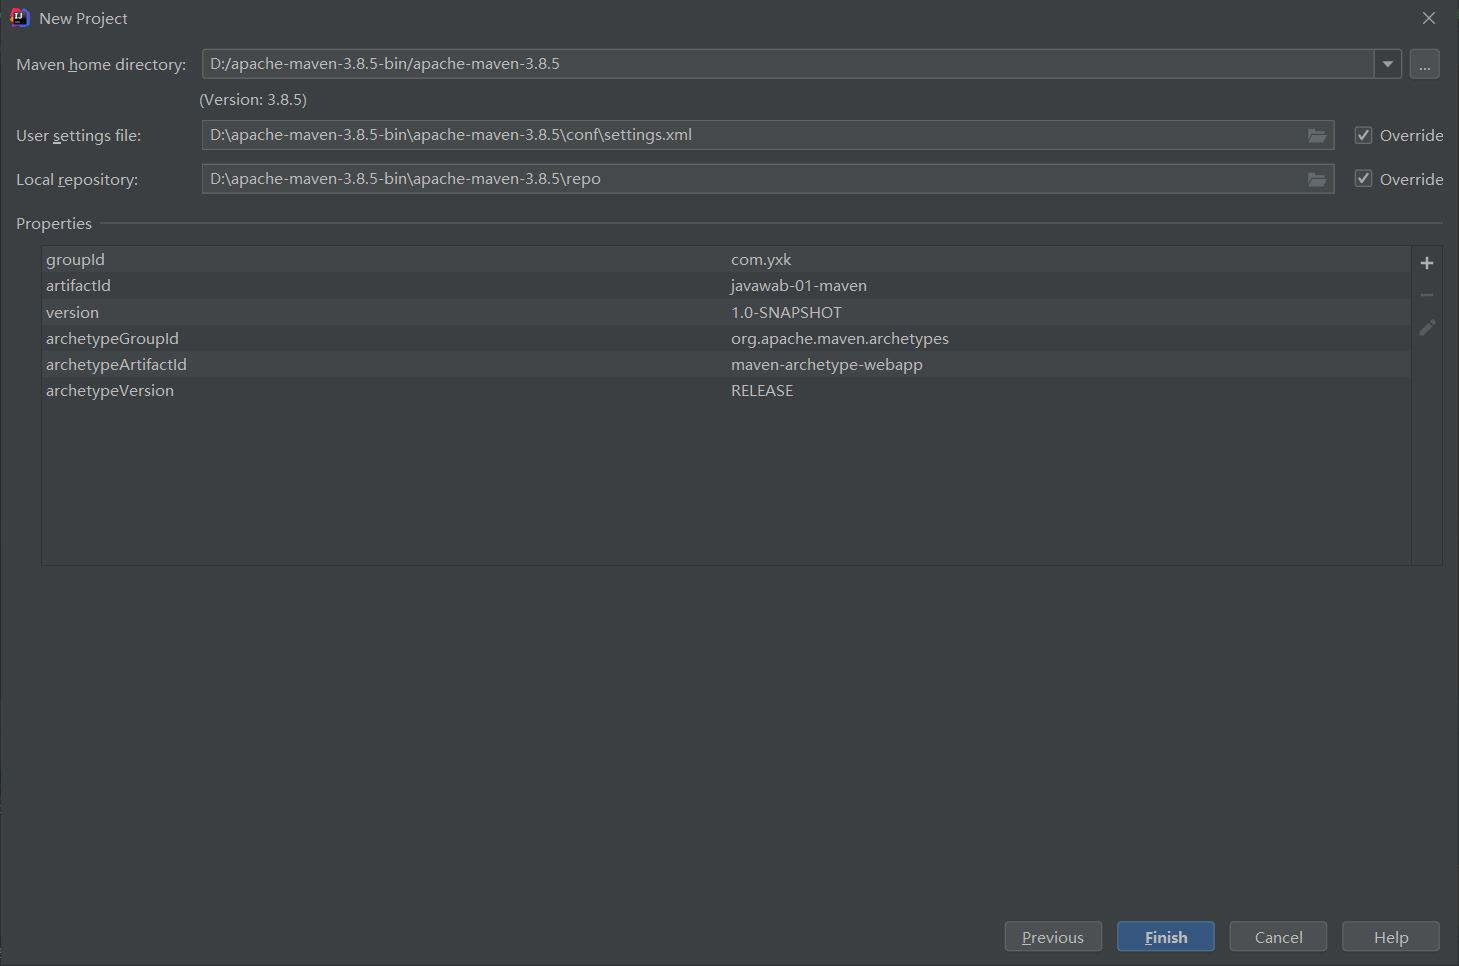 New Project
Maven home directory: D:/apache-maven-3.8.5-bin/apache-maven-3.8.5 ...
(Version: 3.8.5)
User settings file: D:\apache-maven-3.8.5-bin\apache-maven-3.8.5\conf\settings.xml Override
Local repository: D:\apache-maven-3.8.5-bin\apache-maven-3.8.5\repo Override
Properties
groupId com.yxk
artifactId javawab-01-maven
version 1.0-SNAPSHOT
archetypeGroupId org.apache.maven.archetypes
archetypeArtifactId maven-archetype-webapp
archetypeVersion RELEASE
Previous Finish Cancel Help